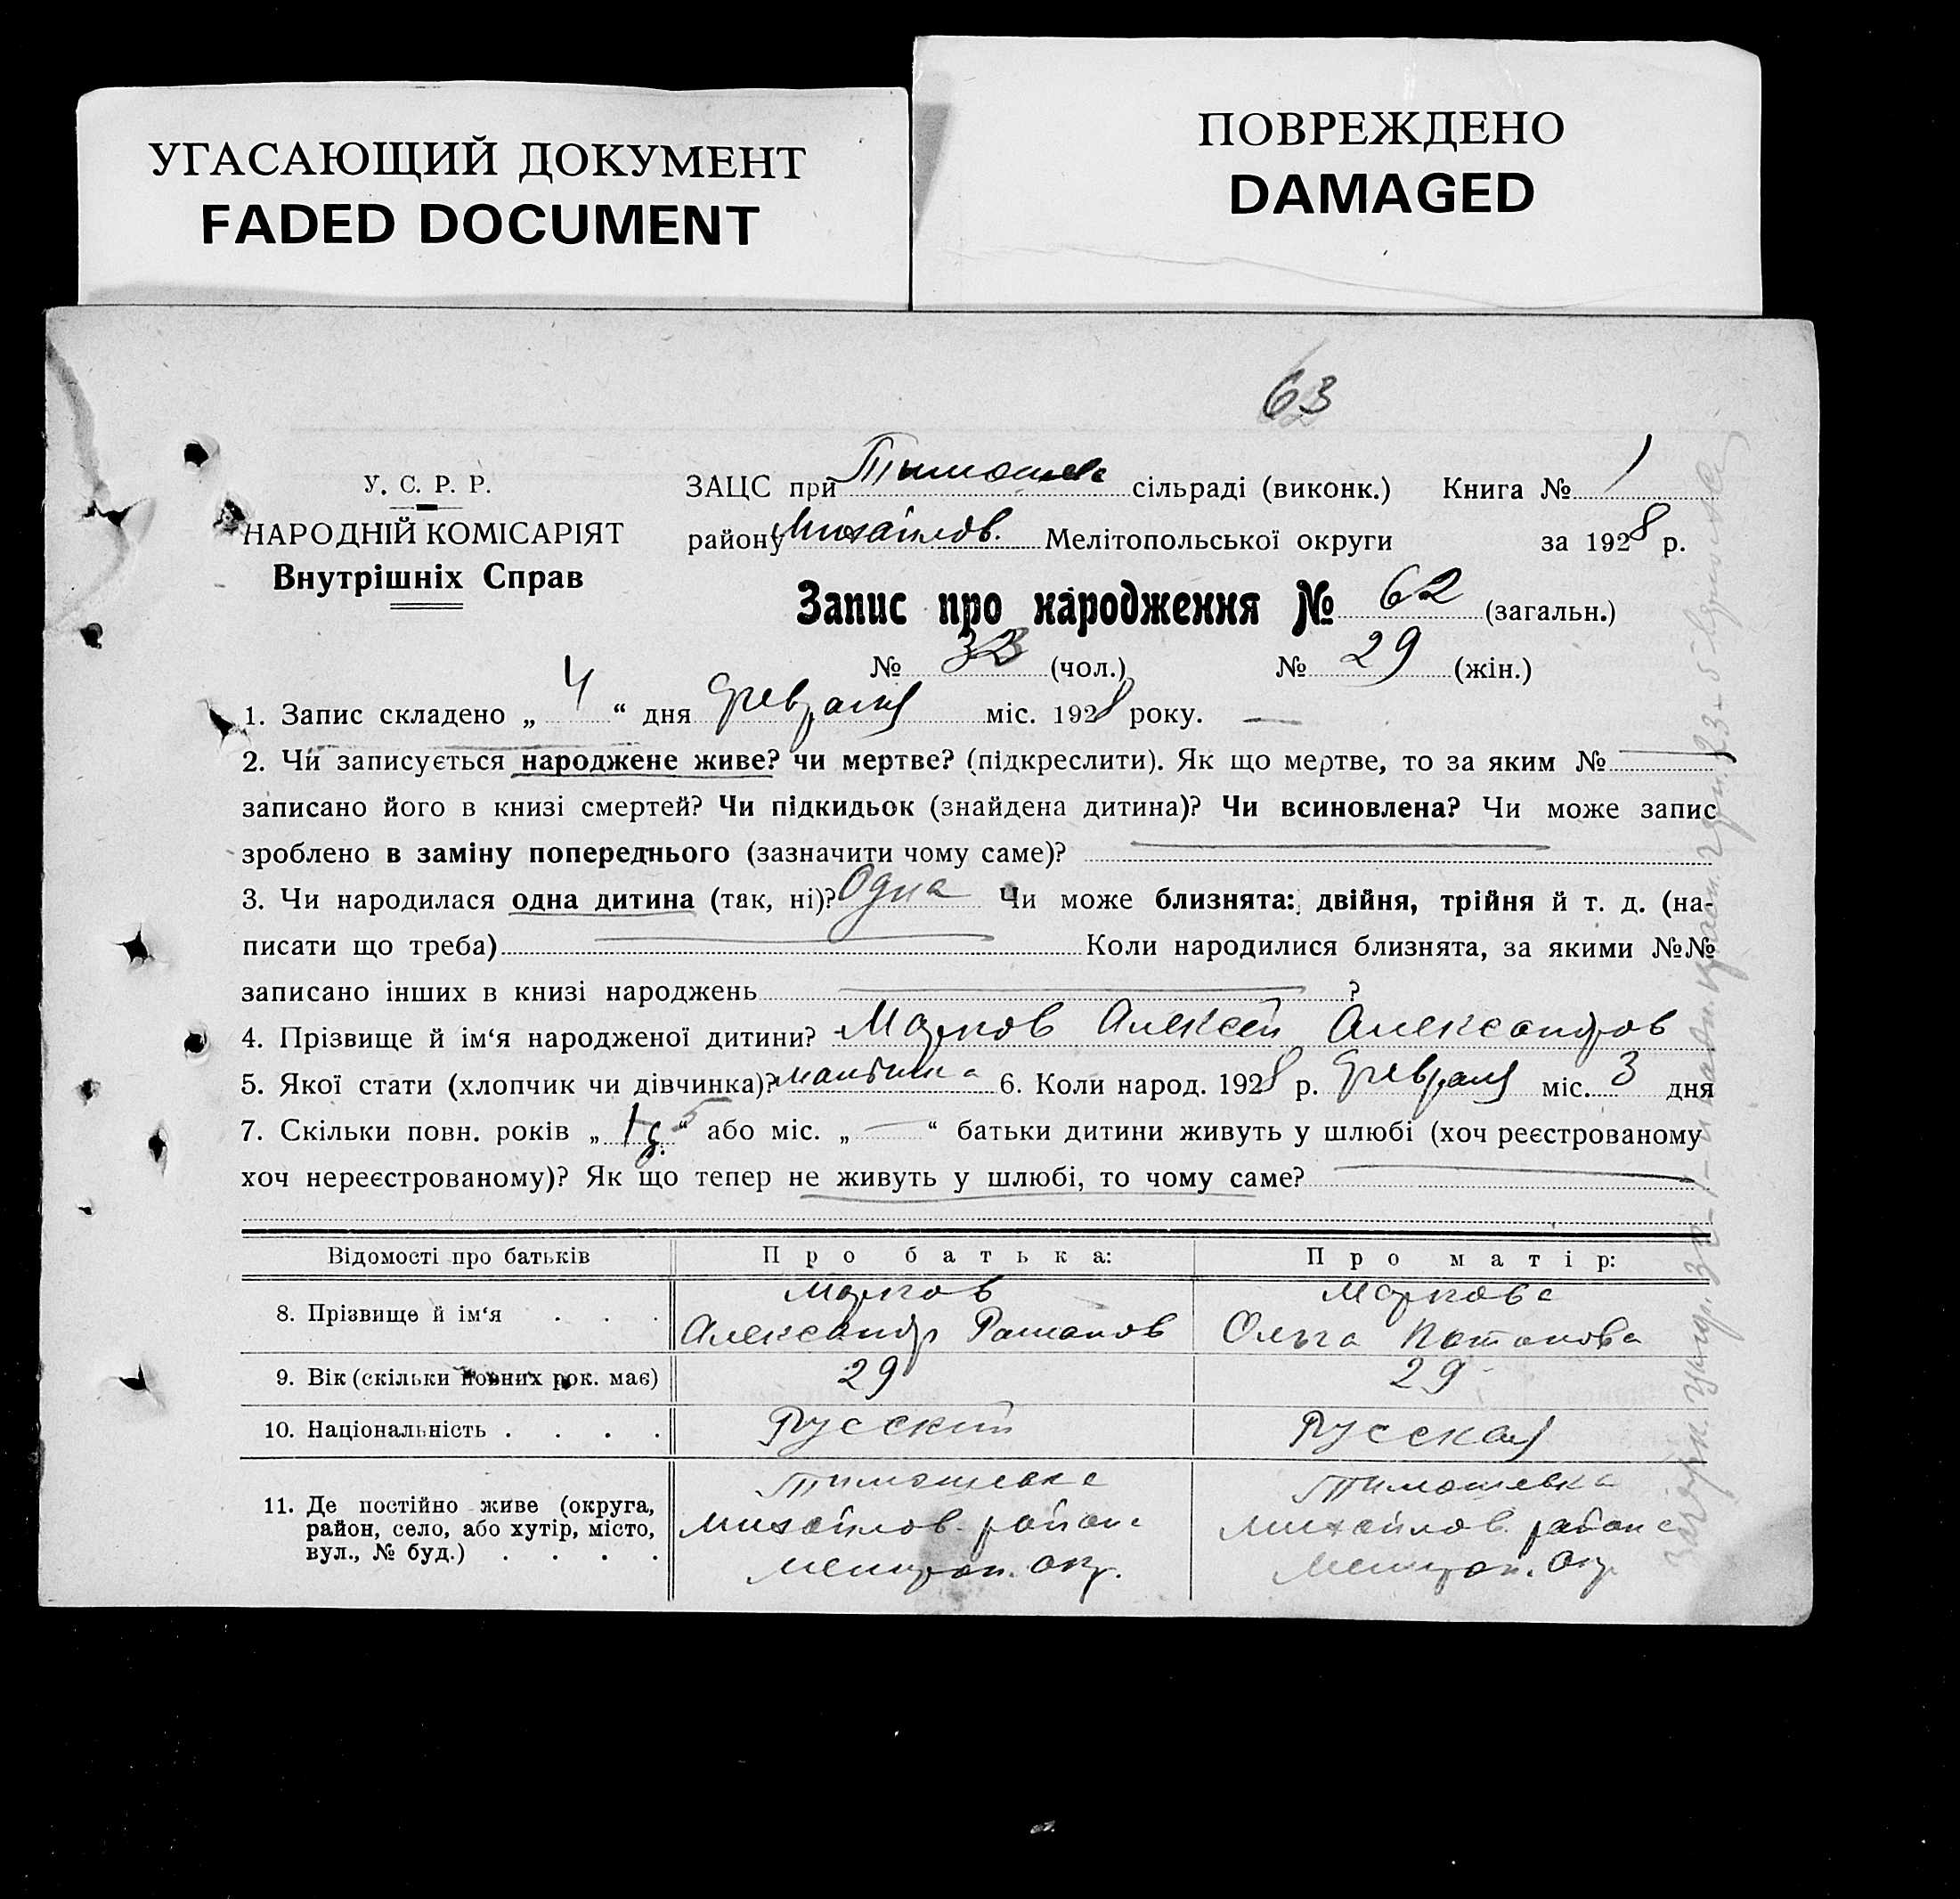 УГАСАЮЩИЙ ДОКУМЕНТ
FADED DOCUMENT
ПОВРЕЖДЕНО
DAMAGED
63
У. С. Р. Р.
НАРОДНІЙ КОМІСАРІЯТ
Внутрішніх Справ
ЗАЦС при Тимошев сільраді (виконк.) Книга № 1
району Михайлов. Мелітопольської округи за 1928 р.
Запис про народження № 62 (загальн.)
№ 33 (чол.) № 29 (жін.)
1. Запис складено „ 4 “ дня февраля міс. 1928 року. —
2. Чи записується народжене живе? чи мертве? (підкреслити). Як що мертве, то за яким №
записано його в книзі смертей? Чи підкидьок (знайдена дитина)? Чи всиновлена? Чи може запис
зроблено в заміну попереднього (зазначити чому саме)?
3. Чи народилася одна дитина (так, ні)? Одна Чи може близнята: двійня, трійня й т. д. (на-
писати що треба) Коли народилися близнята, за якими №№
записано інших в книзі народжень ?
4. Прізвище й ім‘я народженої дитини? Марков Алексей Александров
5. Якої стати (хлопчик чи дівчинка)? 6. Коли народ. 1928 р. февраля міс. 3 дня
7. Скільки повн. років „ “ або міс. „ — “ батьки дитини живуть у шлюбі (хоч реєстрованому
хоч нереєстрованому)? Як що тепер не живуть у шлюбі, то чому саме?
Відомості про батьків Про батька: Про матір:
8. Прізвище й ім‘я . . . Марков Александр Маркова Ольга
9. Вік (скільки повних рок. має) 29 29
10. Національність . . . . Русский Русская
11. Де постійно живе (округа, район, село, або хутір, місто, вул., № буд.) . . . .
Тимошевка Тимошевка
Михайлов. района Михайлов. района
Мелитоп. окр. Мелитоп. окр.